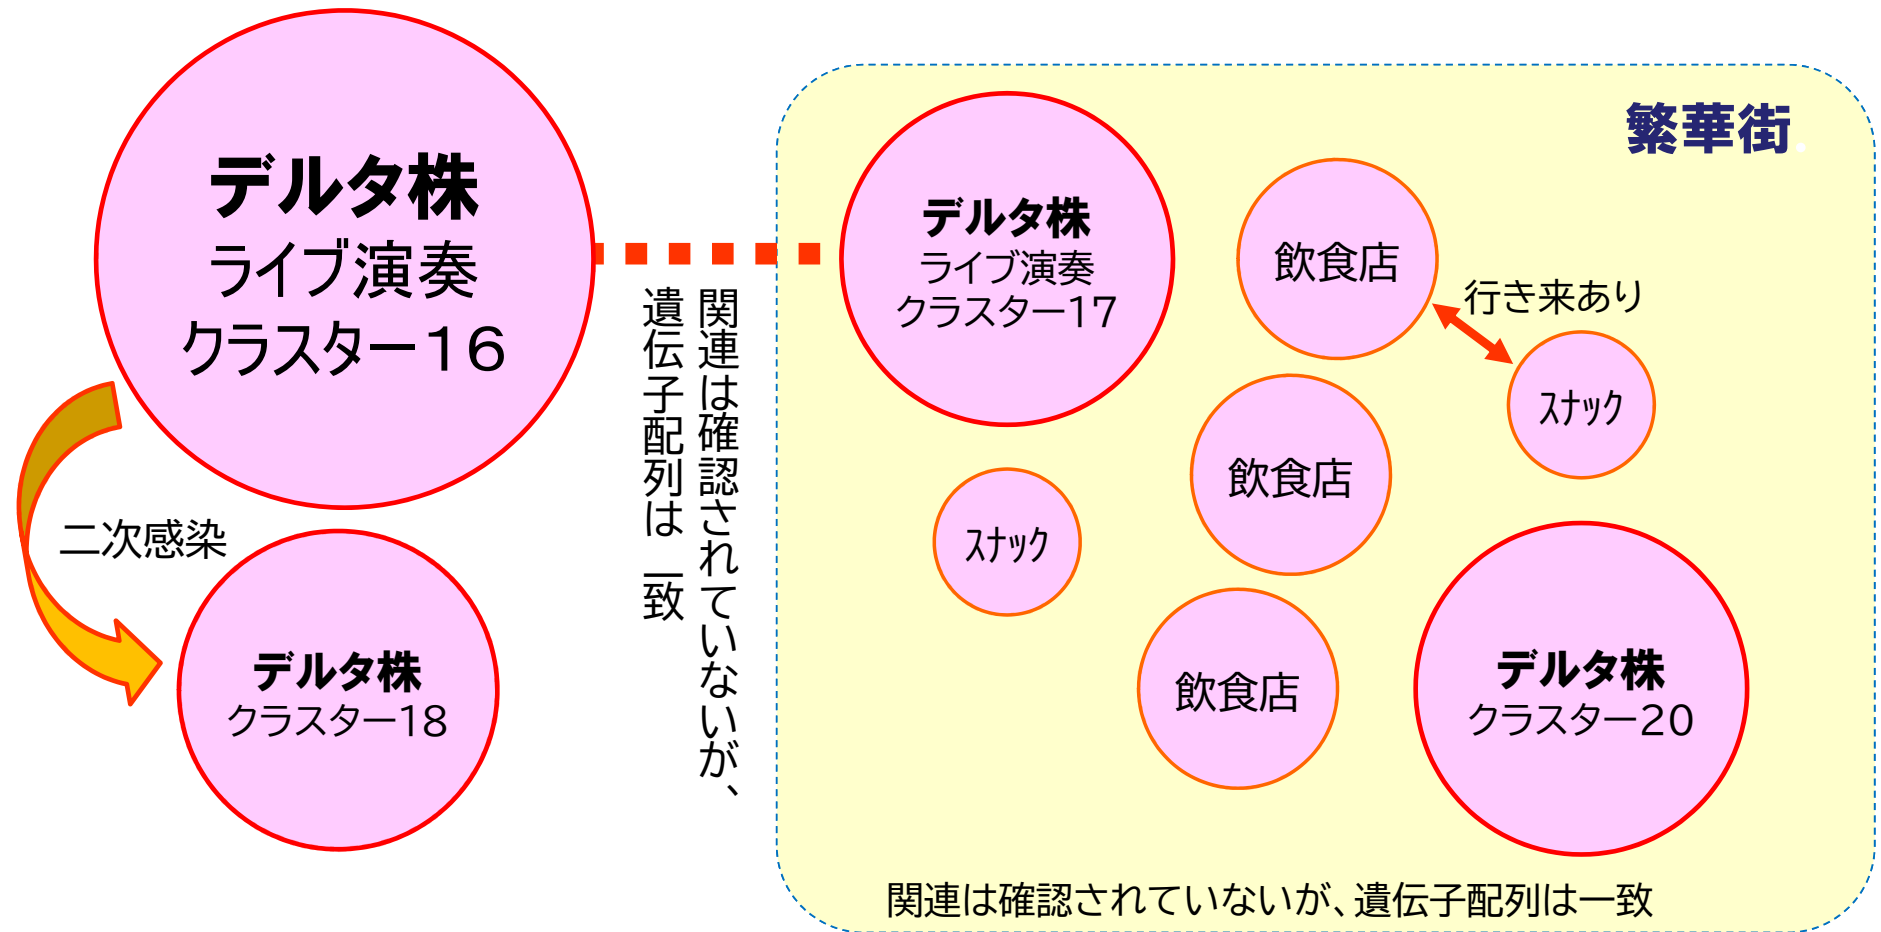 デルタ株
ライブ演奏
クラスター16
二次感染
デルタ株
クラスター18
関連は確認されていないが、
遺伝子配列は一致
繁華街
デルタ株
ライブ演奏
クラスター17
飲食店
行き来あり
スナック
飲食店
スナック
飲食店
デルタ株
クラスター20
関連は確認されていないが、遺伝子配列は一致